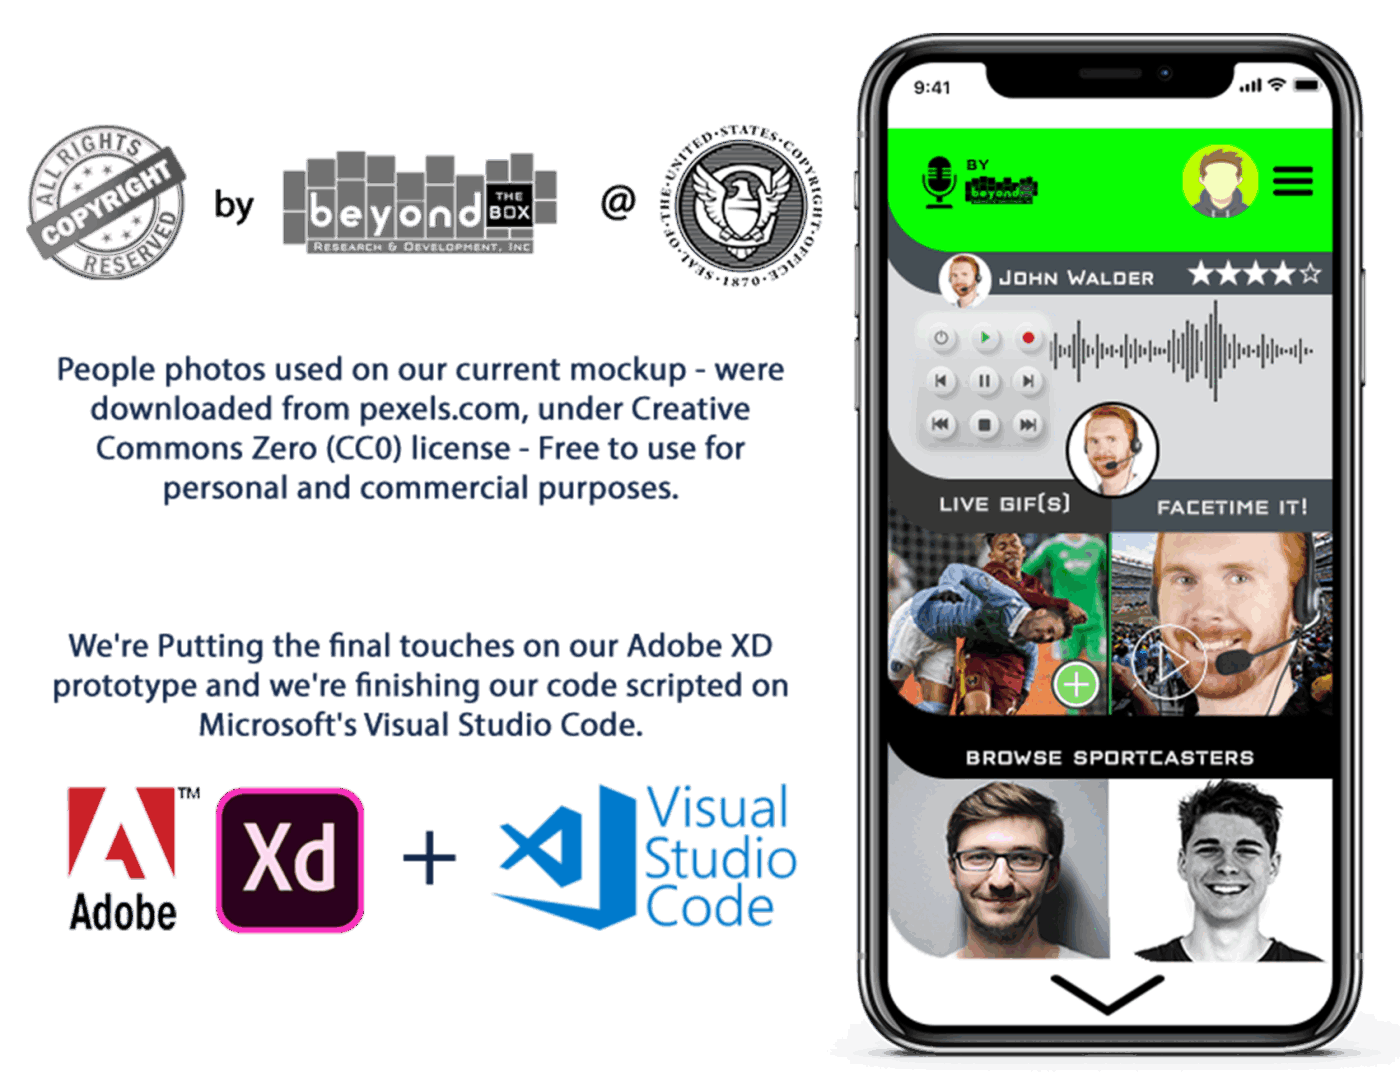 ALL RIGHTS
COPYRIGHT
RESERVED
by
beyond
THE
BOX
RESEARCH & DEVELOPMENT, INC
@
·THE·UNITED·STATES·COPYRIGHT·OFFICE·
SEAL·OF·
·1870·
People photos used on our current mockup - were
downloaded from pexels.com, under Creative
Commons Zero (CC0) license - Free to use for
personal and commercial purposes.
We're Putting the final touches on our Adobe XD
prototype and we're finishing our code scripted on
Microsoft's Visual Studio Code.
TM
Adobe
Xd
+
Visual
Studio
Code
9:41
BY
beyond
JOHN WALDER
LIVE GIF(S)
FACETIME IT!
BROWSE SPORTCASTERS